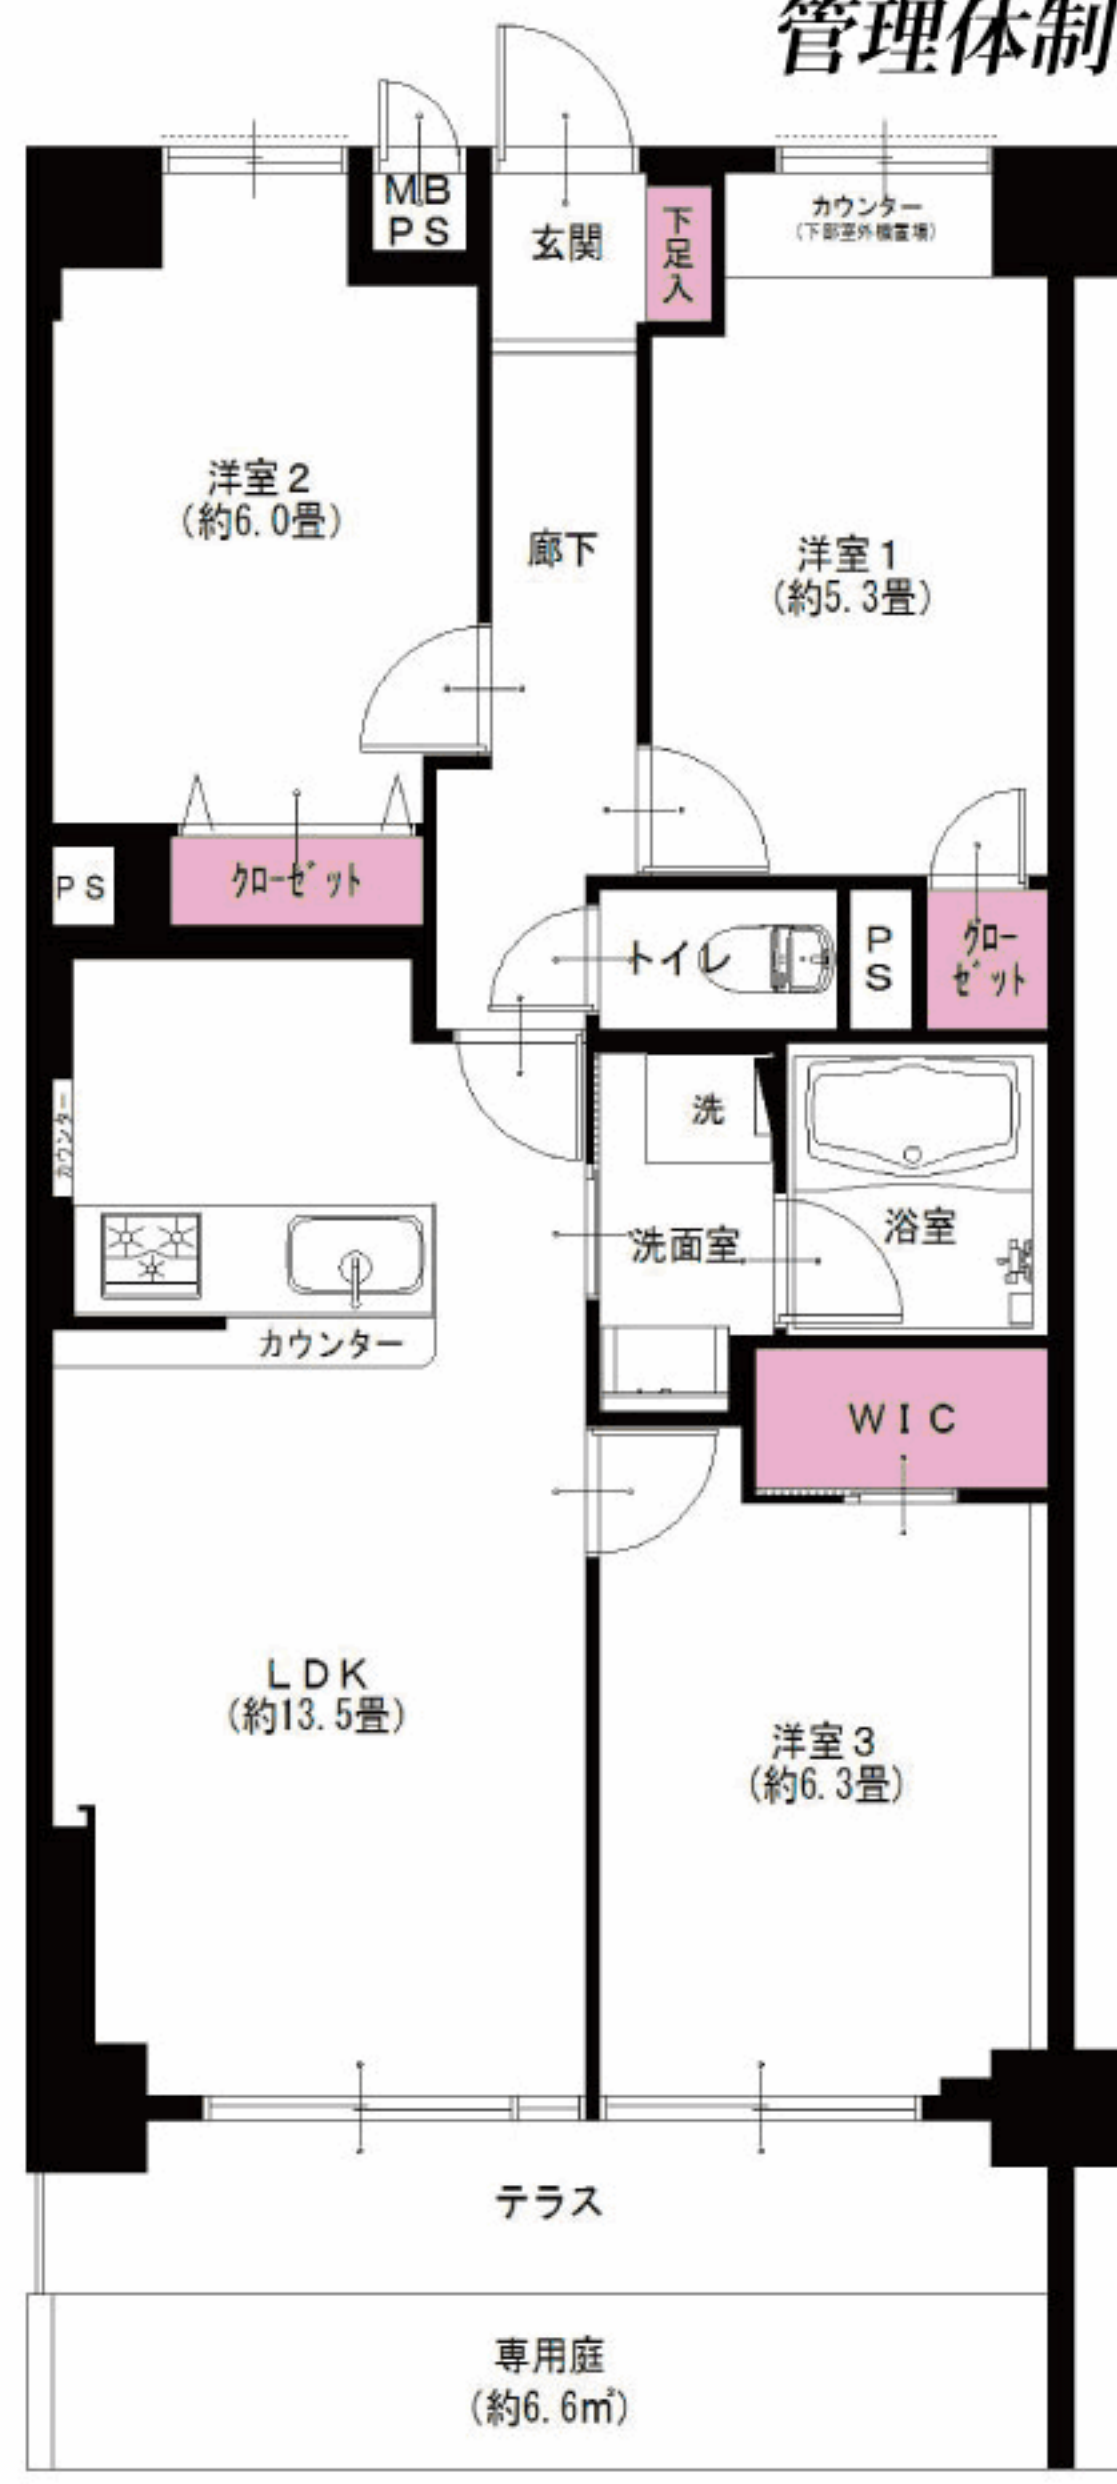 管理体制
MB
PS
玄関
下足入
カウンター
(下部室外機置場)
洋室2
(約6.0畳)
廊下
洋室1
(約5.3畳)
PS
クローゼット
トイレ
PS
クロー
ゼット
カウンター
洗
洗面室
浴室
カウンター
WIC
LDK
(約13.5畳)
洋室3
(約6.3畳)
テラス
専用庭
(約6.6㎡)